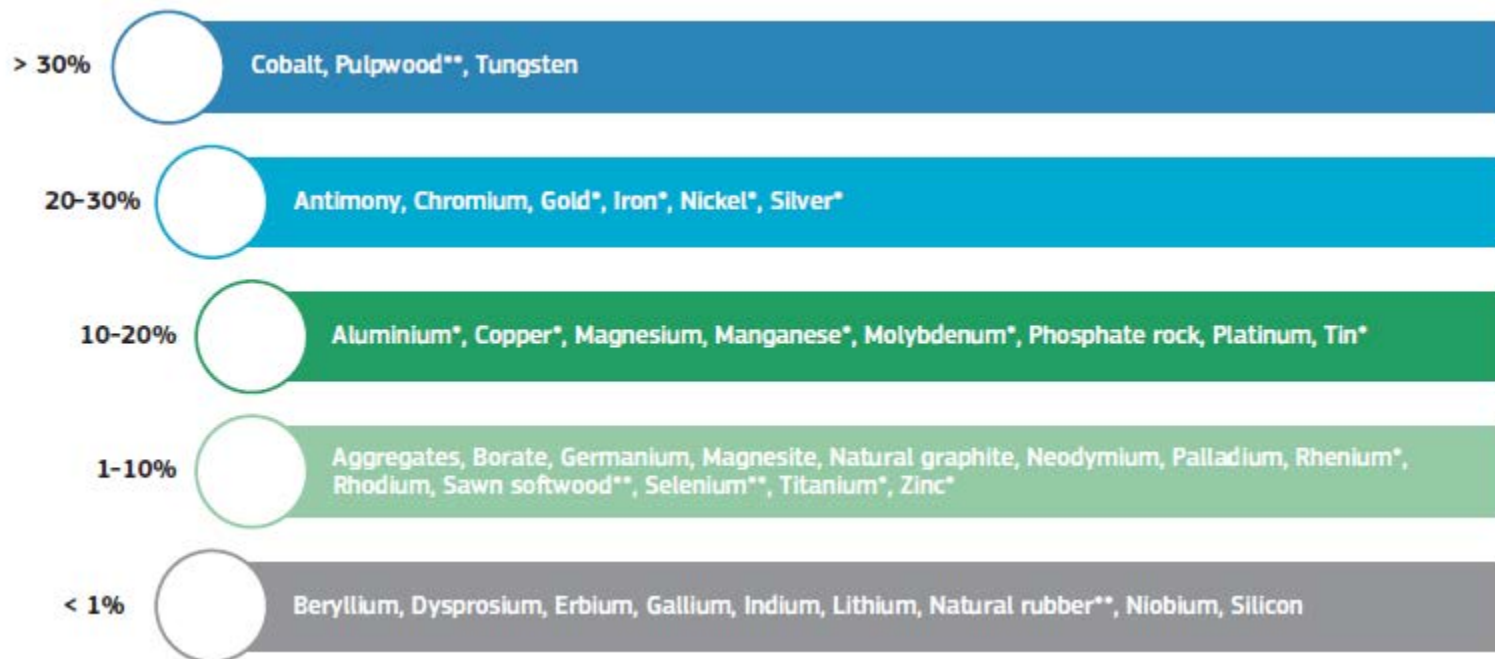 > 30%
Cobalt, Pulpwood**, Tungsten
20-30%
Antimony, Chromium, Gold*, Iron*, Nickel*, Silver*
10-20%
Aluminium*, Copper*, Magnesium, Manganese*, Molybdenum*, Phosphate rock, Platinum, Tin*
1-10%
Aggregates, Borate, Germanium, Magnesite, Natural graphite, Neodymium, Palladium, Rhenium*,
Rhodium, Sawn softwood**, Selenium**, Titanium*, Zinc*
< 1%
Beryllium, Dysprosium, Erbium, Gallium, Indium, Lithium, Natural rubber**, Niobium, Silicon